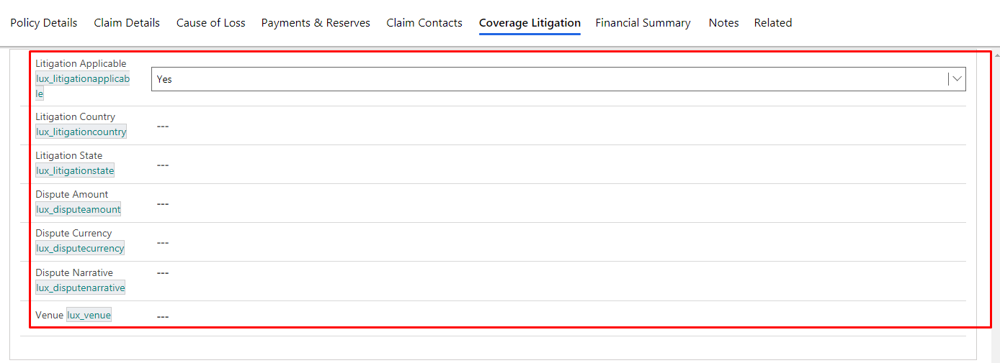 Policy Details Claim Details Cause of Loss Payments & Reserves Claim Contacts Coverage Litigation Financial Summary Notes Related
Litigation Applicable
lux_litigationapplicab
le
Yes
Litigation Country
lux_litigationcountry
---
Litigation State
lux_litigationstate
---
Dispute Amount
lux_disputeamount
---
Dispute Currency
lux_disputecurrency
---
Dispute Narrative
lux_disputenarrative
---
Venue lux_venue
---